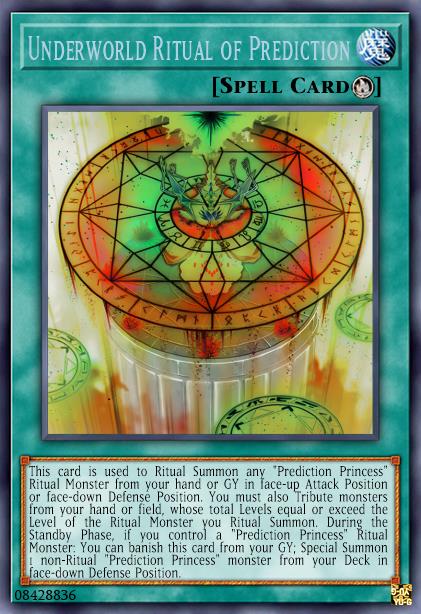 UNDERWORLD RITUAL OF PREDICTION
[SPELL CARD]
This card is used to Ritual Summon any "Prediction Princess"
Ritual Monster from your hand or GY in face-up Attack Position
or face-down Defense Position. You must also Tribute monsters
from your hand or field, whose total Levels equal or exceed the
Level of the Ritual Monster you Ritual Summon. During the
Standby Phase, if you control a "Prediction Princess" Ritual
Monster: You can banish this card from your GY; Special Summon
1 non-Ritual "Prediction Princess" monster from your Deck in
face-down Defense Position.
08428836